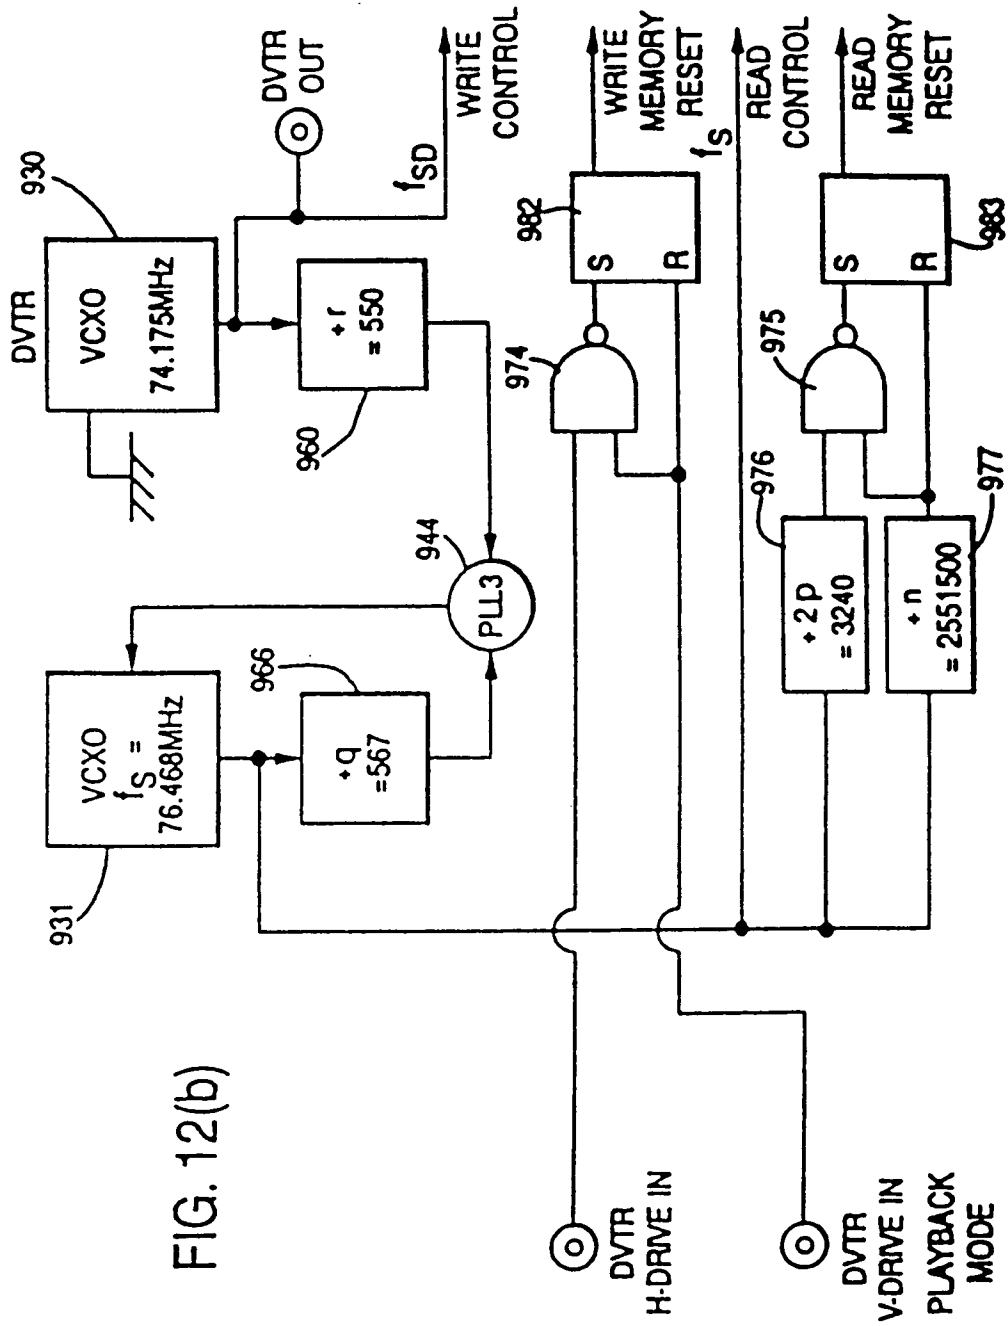 FIG. 12(b)
931
VCXO
fS =
76.468MHz
DVTR
930
VCXO
74.175MHz
DVTR
OUT
fSD
WRITE
CONTROL
966
+q
=567
944
PLL3
960
+r
= 550
974
982
S
R
WRITE
MEMORY
RESET
fS
READ
CONTROL
976
+ 2p
= 3240
975
983
S
R
READ
MEMORY
RESET
977
+ n
= 2551500
DVTR
H-DRIVE IN
DVTR
V-DRIVE IN
PLAYBACK
MODE